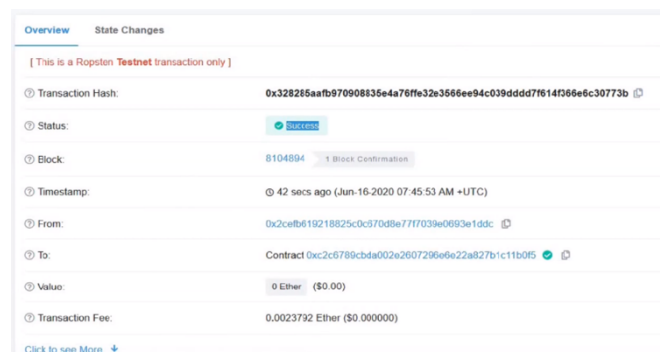 Overview State Changes
[ This is a Ropsten Testnet transaction only ]
Transaction Hash: 0x328285aafb970908835e4a76ffe32e3566ee94c039dddd7f614f366e6c30773b
Status: Success
Block: 8104894 1 Block Confirmation
Timestamp: 42 secs ago (Jun-16-2020 07:45:53 AM +UTC)
From: 0x2cefb619218825c0c670d8e77f7039e0693e1ddc
To: Contract 0xc2c6789cbda002e2607296e6e22a827b1c11b0f5
Value: 0 Ether ($0.00)
Transaction Fee: 0.0023792 Ether ($0.000000)
Click to see More